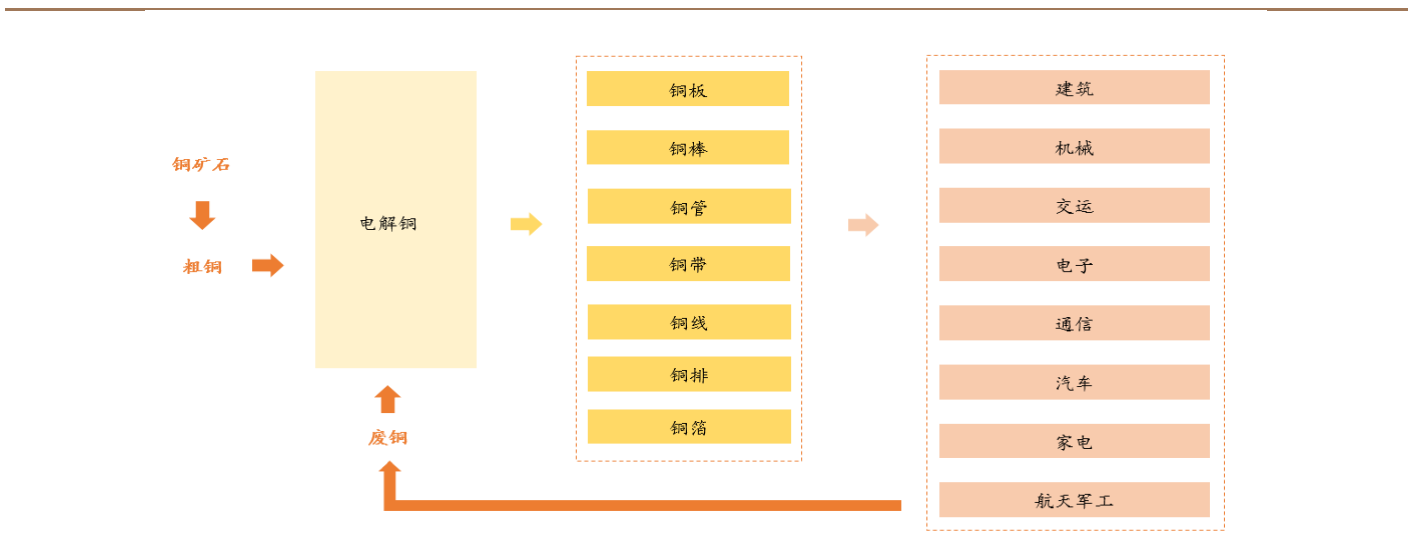 铜矿石
粗铜
电解铜
废铜
铜板
铜棒
铜管
铜带
铜线
铜排
铜箔
建筑
机械
交运
电子
通信
汽车
家电
航天军工